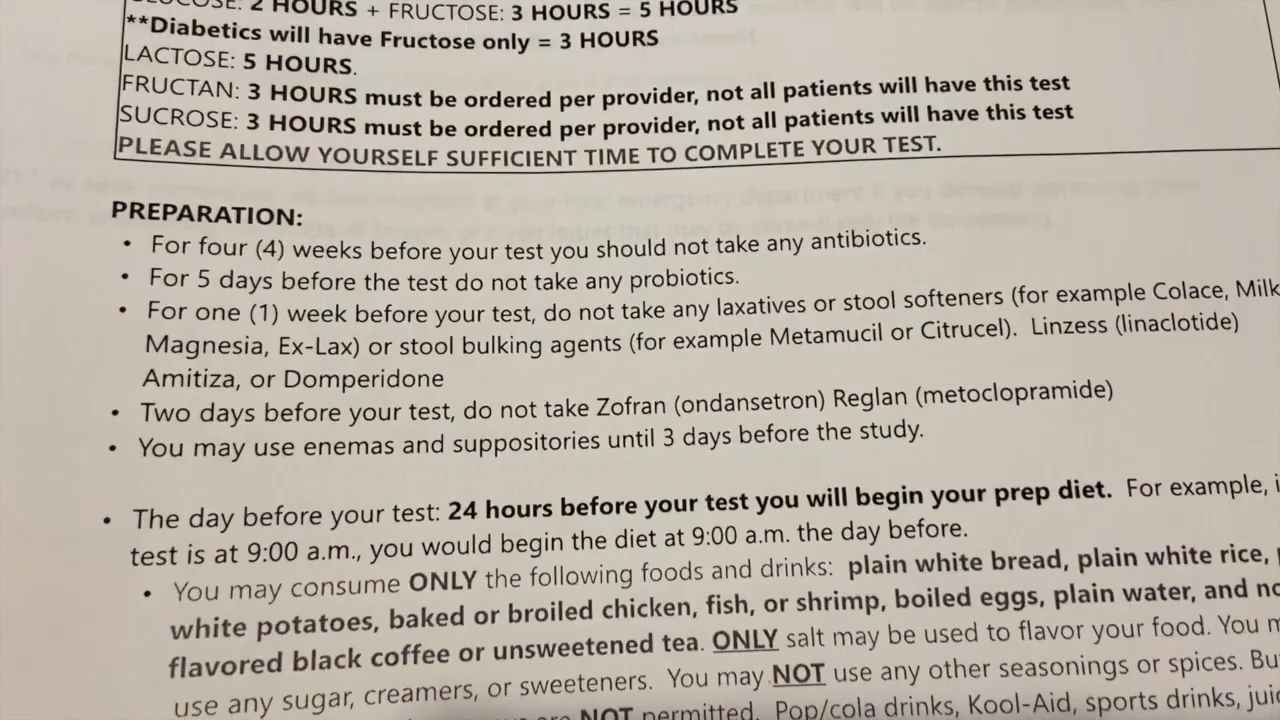 GLUCOSE: 2 HOURS + FRUCTOSE: 3 HOURS = 5 HOURS
**Diabetics will have Fructose only = 3 HOURS
LACTOSE: 5 HOURS.
FRUCTAN: 3 HOURS must be ordered per provider, not all patients will have this test
SUCROSE: 3 HOURS must be ordered per provider, not all patients will have this test
PLEASE ALLOW YOURSELF SUFFICIENT TIME TO COMPLETE YOUR TEST.
PREPARATION:
• For four (4) weeks before your test you should not take any antibiotics.
• For 5 days before the test do not take any probiotics.
• For one (1) week before your test, do not take any laxatives or stool softeners (for example Colace, Milk
Magnesia, Ex-Lax) or stool bulking agents (for example Metamucil or Citrucel). Linzess (linaclotide)
Amitiza, or Domperidone
• Two days before your test, do not take Zofran (ondansetron) Reglan (metoclopramide)
• You may use enemas and suppositories until 3 days before the study.
• The day before your test: 24 hours before your test you will begin your prep diet. For example, i
test is at 9:00 a.m., you would begin the diet at 9:00 a.m. the day before.
• You may consume ONLY the following foods and drinks: plain white bread, plain white rice,
white potatoes, baked or broiled chicken, fish, or shrimp, boiled eggs, plain water, and no
flavored black coffee or unsweetened tea. ONLY salt may be used to flavor your food. You m
use any sugar, creamers, or sweeteners. You may NOT use any other seasonings or spices. Bu
NOT permitted. Pop/cola drinks, Kool-Aid, sports drinks, juic